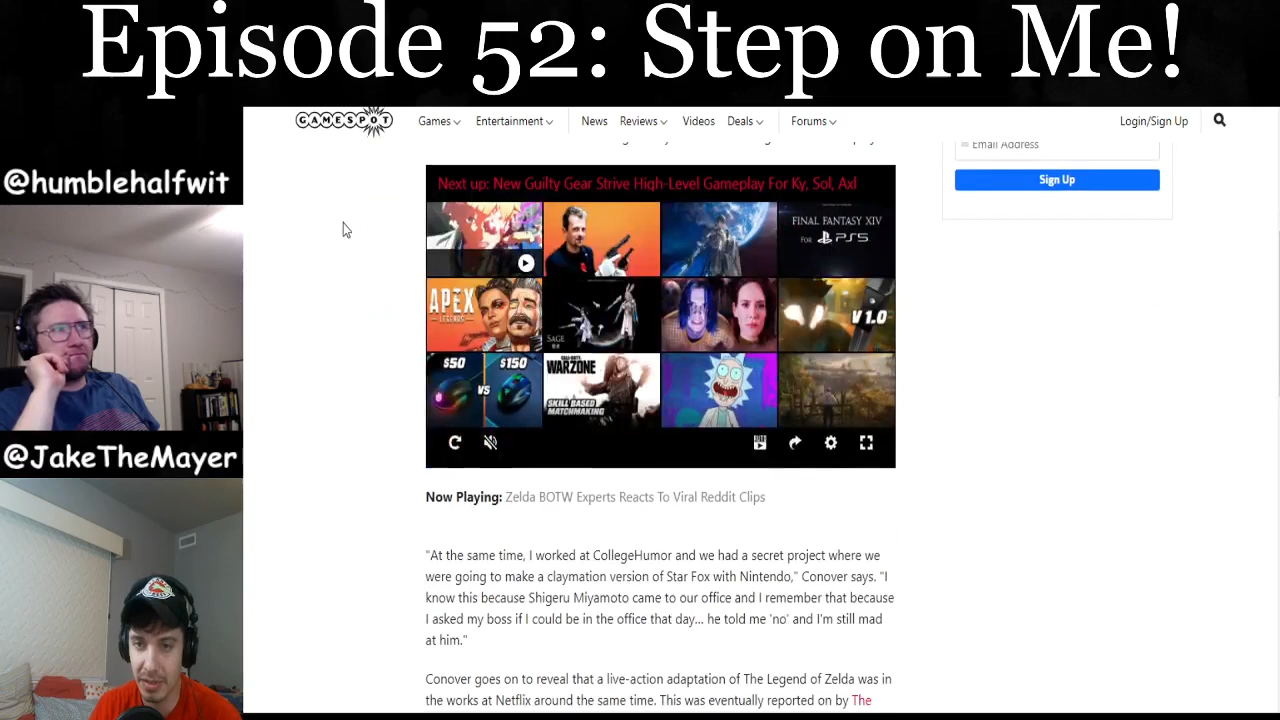 Episode 52: Step on Me!
GAMESPOT
Games
Entertainment
News
Reviews
Videos
Deals
Forums
Login/Sign Up
Email Address
Sign Up
@humblehalfwit
@JakeTheMayer
Next up: New Guilty Gear Strive High-Level Gameplay For Ky, Sol, Axl
FINAL FANTASY XIV
FOR PS5
APEX
LEGENDS
SAGE
V 1.0
$50
VS
$150
CALL OF DUTY
WARZONE
SKILL BASED
MATCHMAKING
Now Playing: Zelda BOTW Experts Reacts To Viral Reddit Clips
"At the same time, I worked at CollegeHumor and we had a secret project where we
were going to make a claymation version of Star Fox with Nintendo," Conover says. "I
know this because Shigeru Miyamoto came to our office and I remember that because
I asked my boss if I could be in the office that day... he told me 'no' and I'm still mad
at him."
Conover goes on to reveal that a live-action adaptation of The Legend of Zelda was in
the works at Netflix around the same time. This was eventually reported on by The